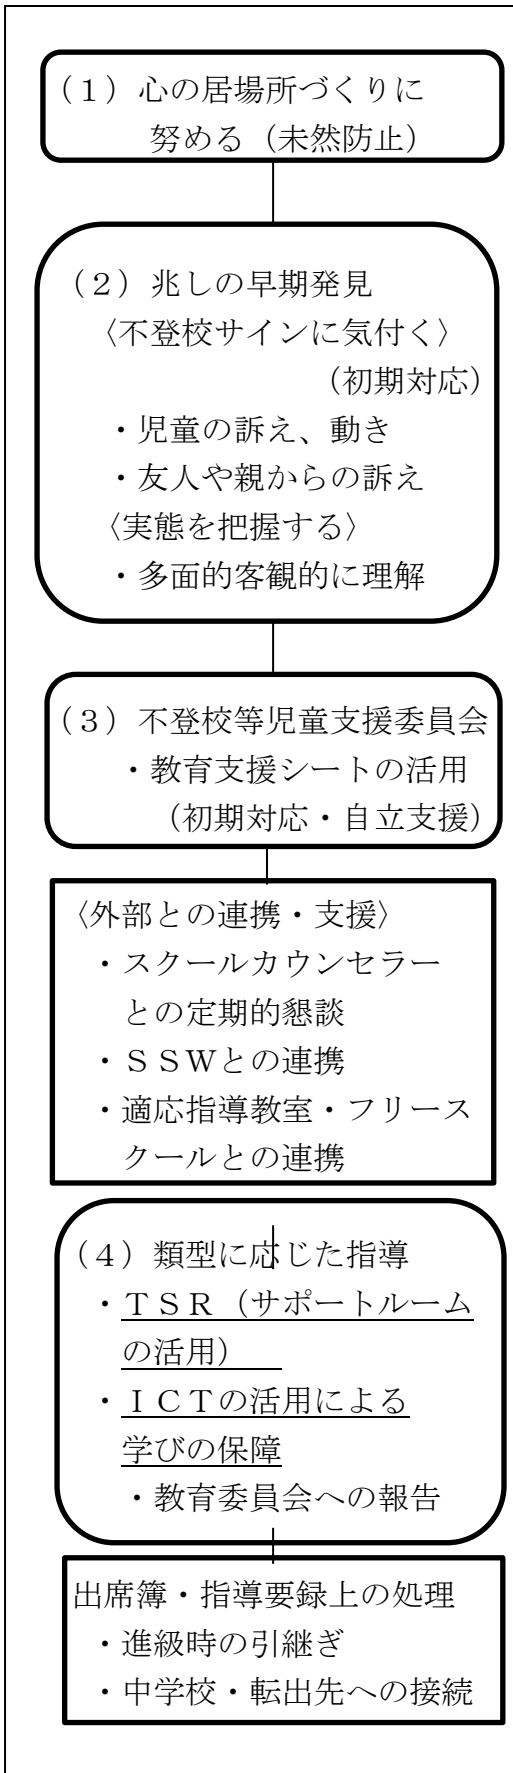 （１）心の居場所づくりに
努める（未然防止）
（２）兆しの早期発見
〈不登校サインに気付く〉
（初期対応）
・児童の訴え、動き
・友人や親からの訴え
〈実態を把握する〉
・多面的客観的に理解
（３）不登校等児童支援委員会
・教育支援シートの活用
（初期対応・自立支援）
〈外部との連携・支援〉
・スクールカウンセラー
との定期的懇談
・ＳＳＷとの連携
・適応指導教室・フリース
クールとの連携
（４）類型に応じた指導
・ＴＳＲ（サポートルーム
の活用）
・ＩＣＴの活用による
学びの保障
・教育委員会への報告
出席簿・指導要録上の処理
・進級時の引継ぎ
・中学校・転出先への接続